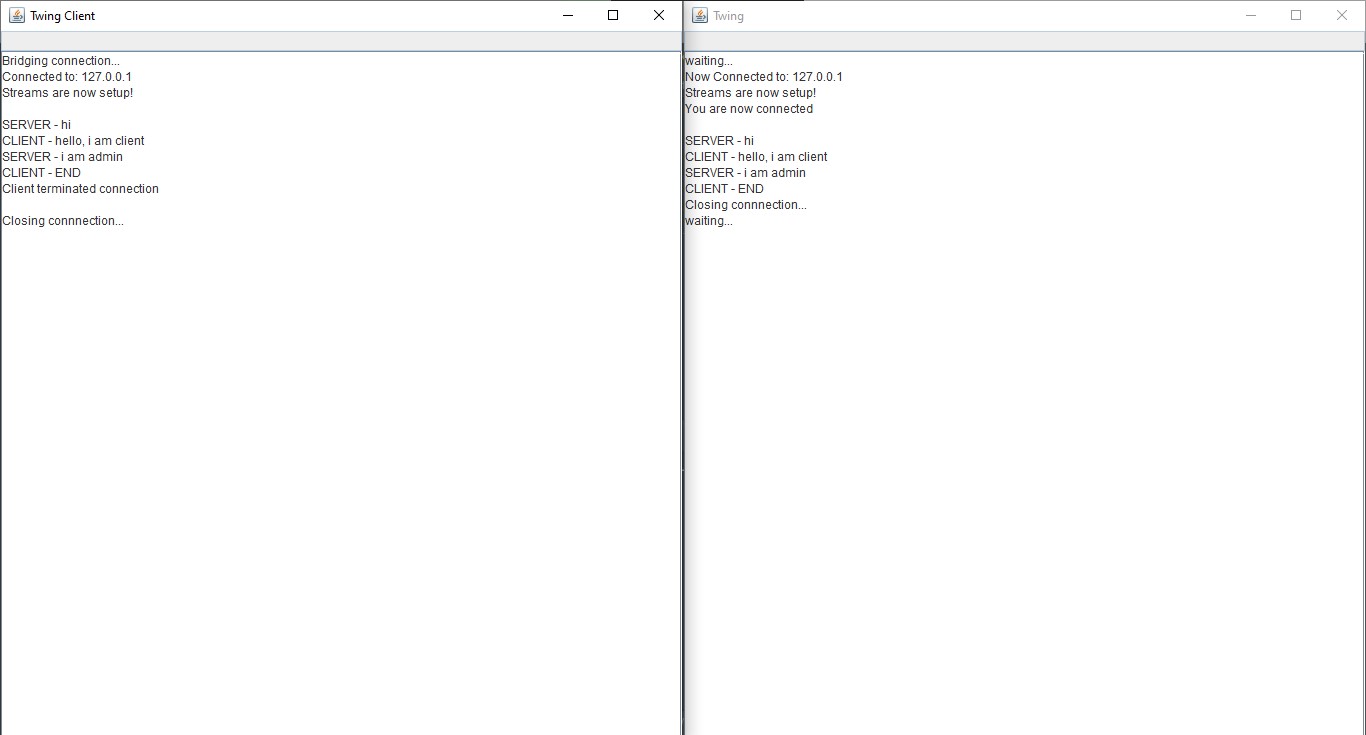 Twing Client
Bridging connection...
Connected to: 127.0.0.1
Streams are now setup!
SERVER - hi
CLIENT - hello, i am client
SERVER - i am admin
CLIENT - END
Client terminated connection
Closing connnection...
Twing
waiting...
Now Connected to: 127.0.0.1
Streams are now setup!
You are now connected
SERVER - hi
CLIENT - hello, i am client
SERVER - i am admin
CLIENT - END
Closing connnection...
waiting...